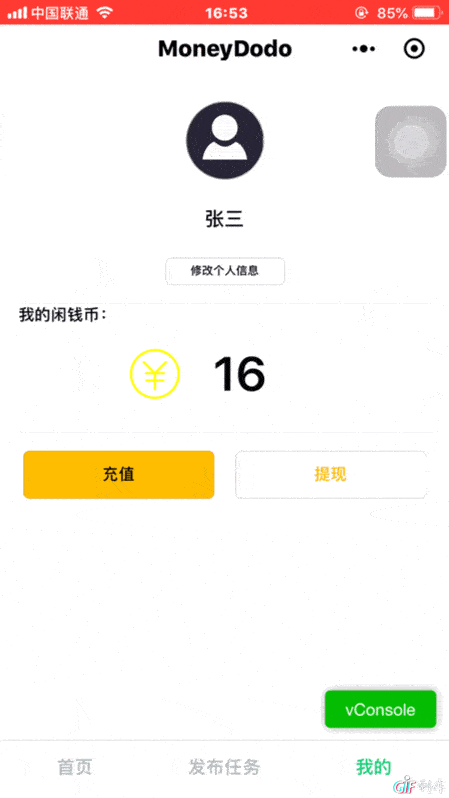 中国联通 16:53 85%
MoneyDodo
张三
修改个人信息
我的闲钱币:
16
充值 提现
vConsole
首页 发布任务 我的